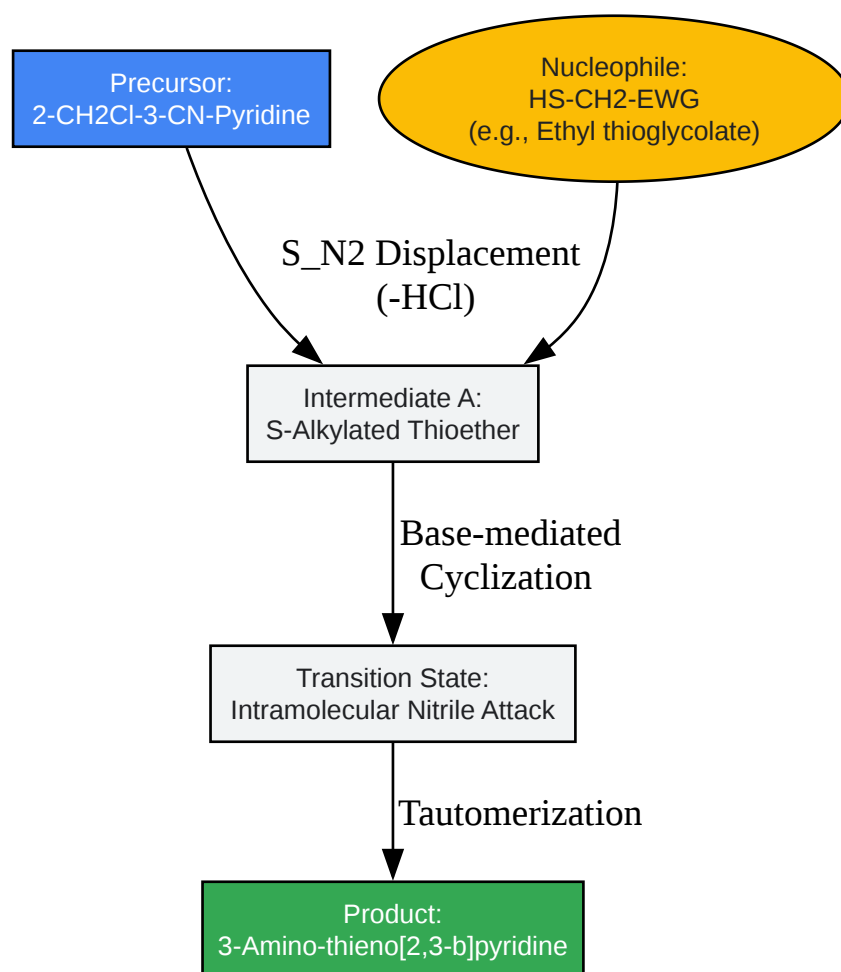 Precursor:
2-CH2Cl-3-CN-Pyridine
Nucleophile:
HS-CH2-EWG
(e.g., Ethyl thioglycolate)
S_N2 Displacement
(-HCl)
Intermediate A:
S-Alkylated Thioether
Base-mediated
Cyclization
Transition State:
Intramolecular Nitrile Attack
Tautomerization
Product:
3-Amino-thieno[2,3-b]pyridine